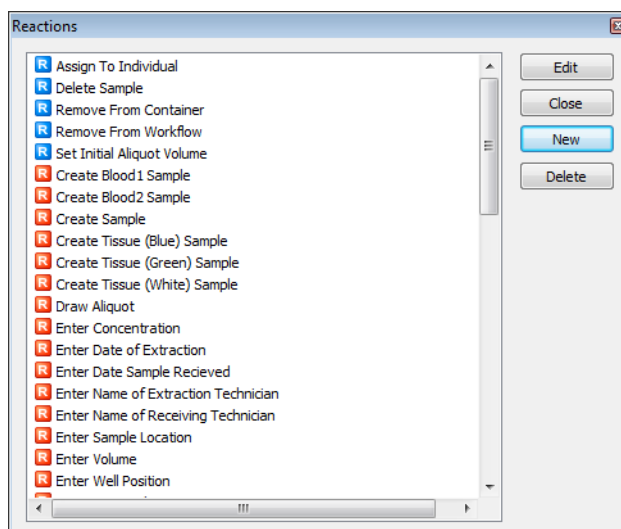 Reactions
R Assign To Individual
R Delete Sample
R Remove From Container
R Remove From Workflow
R Set Initial Aliquot Volume
R Create Blood1 Sample
R Create Blood2 Sample
R Create Sample
R Create Tissue (Blue) Sample
R Create Tissue (Green) Sample
R Create Tissue (White) Sample
R Draw Aliquot
R Enter Concentration
R Enter Date of Extraction
R Enter Date Sample Recieved
R Enter Name of Extraction Technician
R Enter Name of Receiving Technician
R Enter Sample Location
R Enter Volume
R Enter Well Position
Edit
Close
New
Delete